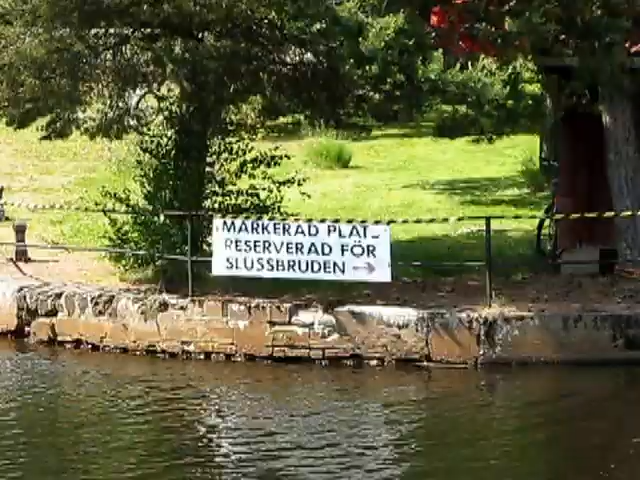 MARKERAD PLATS
RESERVERAD FÖR
SLUSSBRUDEN →